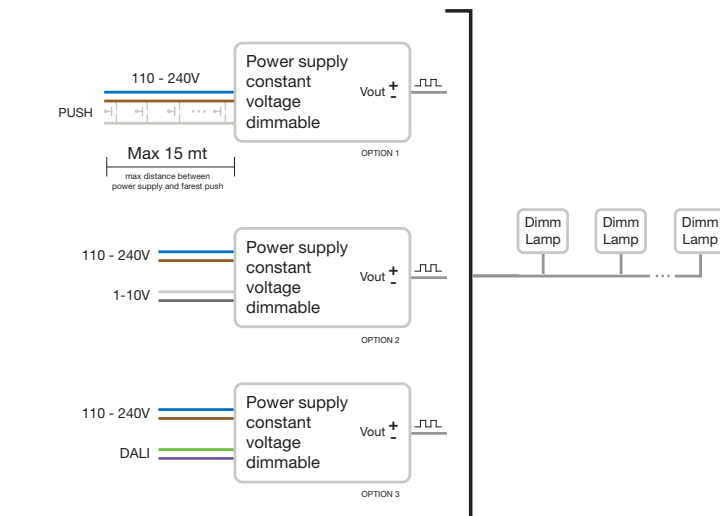 110 - 240V
PUSH
Power supply
constant
voltage
dimmable
Vout + -
Max 15 mt
max distance between
power supply and farest push
OPTION 1
Dimm
Lamp
Dimm
Lamp
Dimm
Lamp
...
110 - 240V
1-10V
Power supply
constant
voltage
dimmable
Vout + -
OPTION 2
110 - 240V
DALI
Power supply
constant
voltage
dimmable
Vout + -
OPTION 3